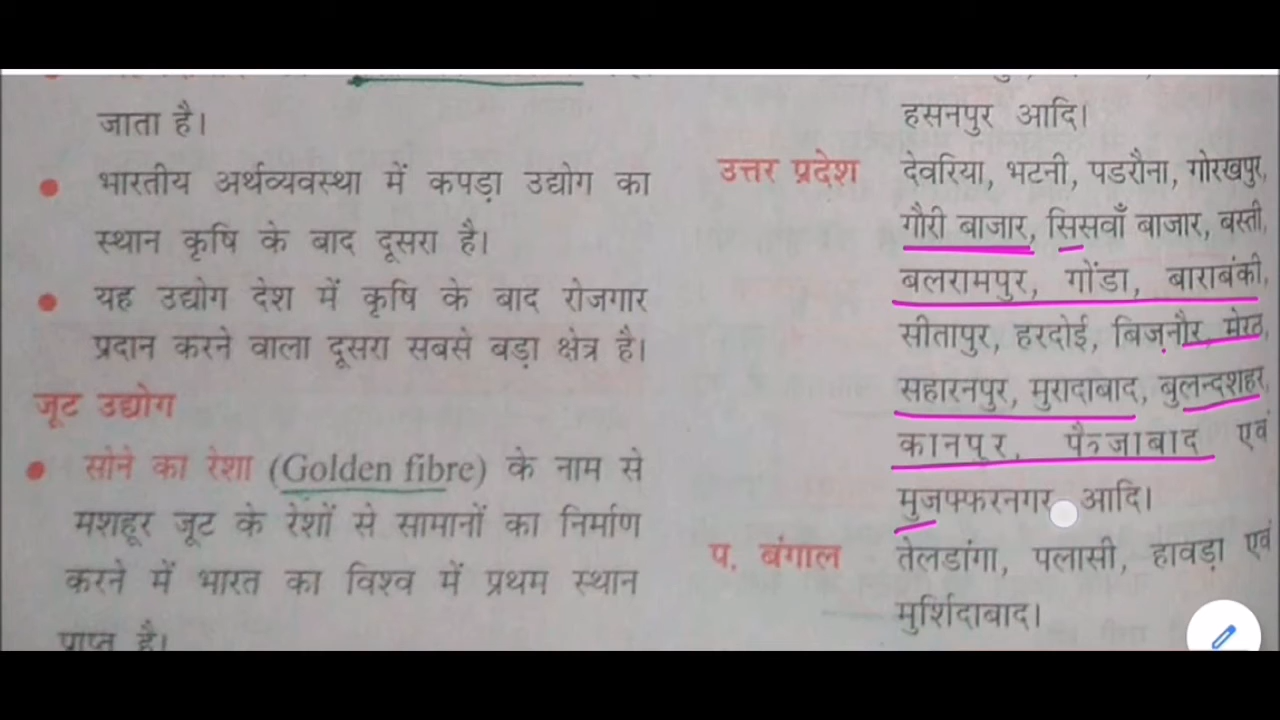 जाता है।
● भारतीय अर्थव्यवस्था में कपड़ा उद्योग का
स्थान कृषि के बाद दूसरा है।
● यह उद्योग देश में कृषि के बाद रोजगार
प्रदान करने वाला दूसरा सबसे बड़ा क्षेत्र है।
जूट उद्योग
● सोने का रेशा (Golden fibre) के नाम से
मशहूर जूट के रेशों से सामानों का निर्माण
करने में भारत का विश्व में प्रथम स्थान
प्राप्त है।
हसनपुर आदि।
उत्तर प्रदेश देवरिया, भटनी, पडरौना, गोरखपुर,
गौरी बाजार, सिसवाँ बाजार, बस्ती,
बलरामपुर, गोंडा, बाराबंकी,
सीतापुर, हरदोई, बिजनौर, मेरठ,
सहारनपुर, मुरादाबाद, बुलन्दशहर,
कानपुर, फैजाबाद एवं
मुजफ्फरनगर आदि।
प. बंगाल तेलडांगा, पलासी, हावड़ा एवं
मुर्शिदाबाद।